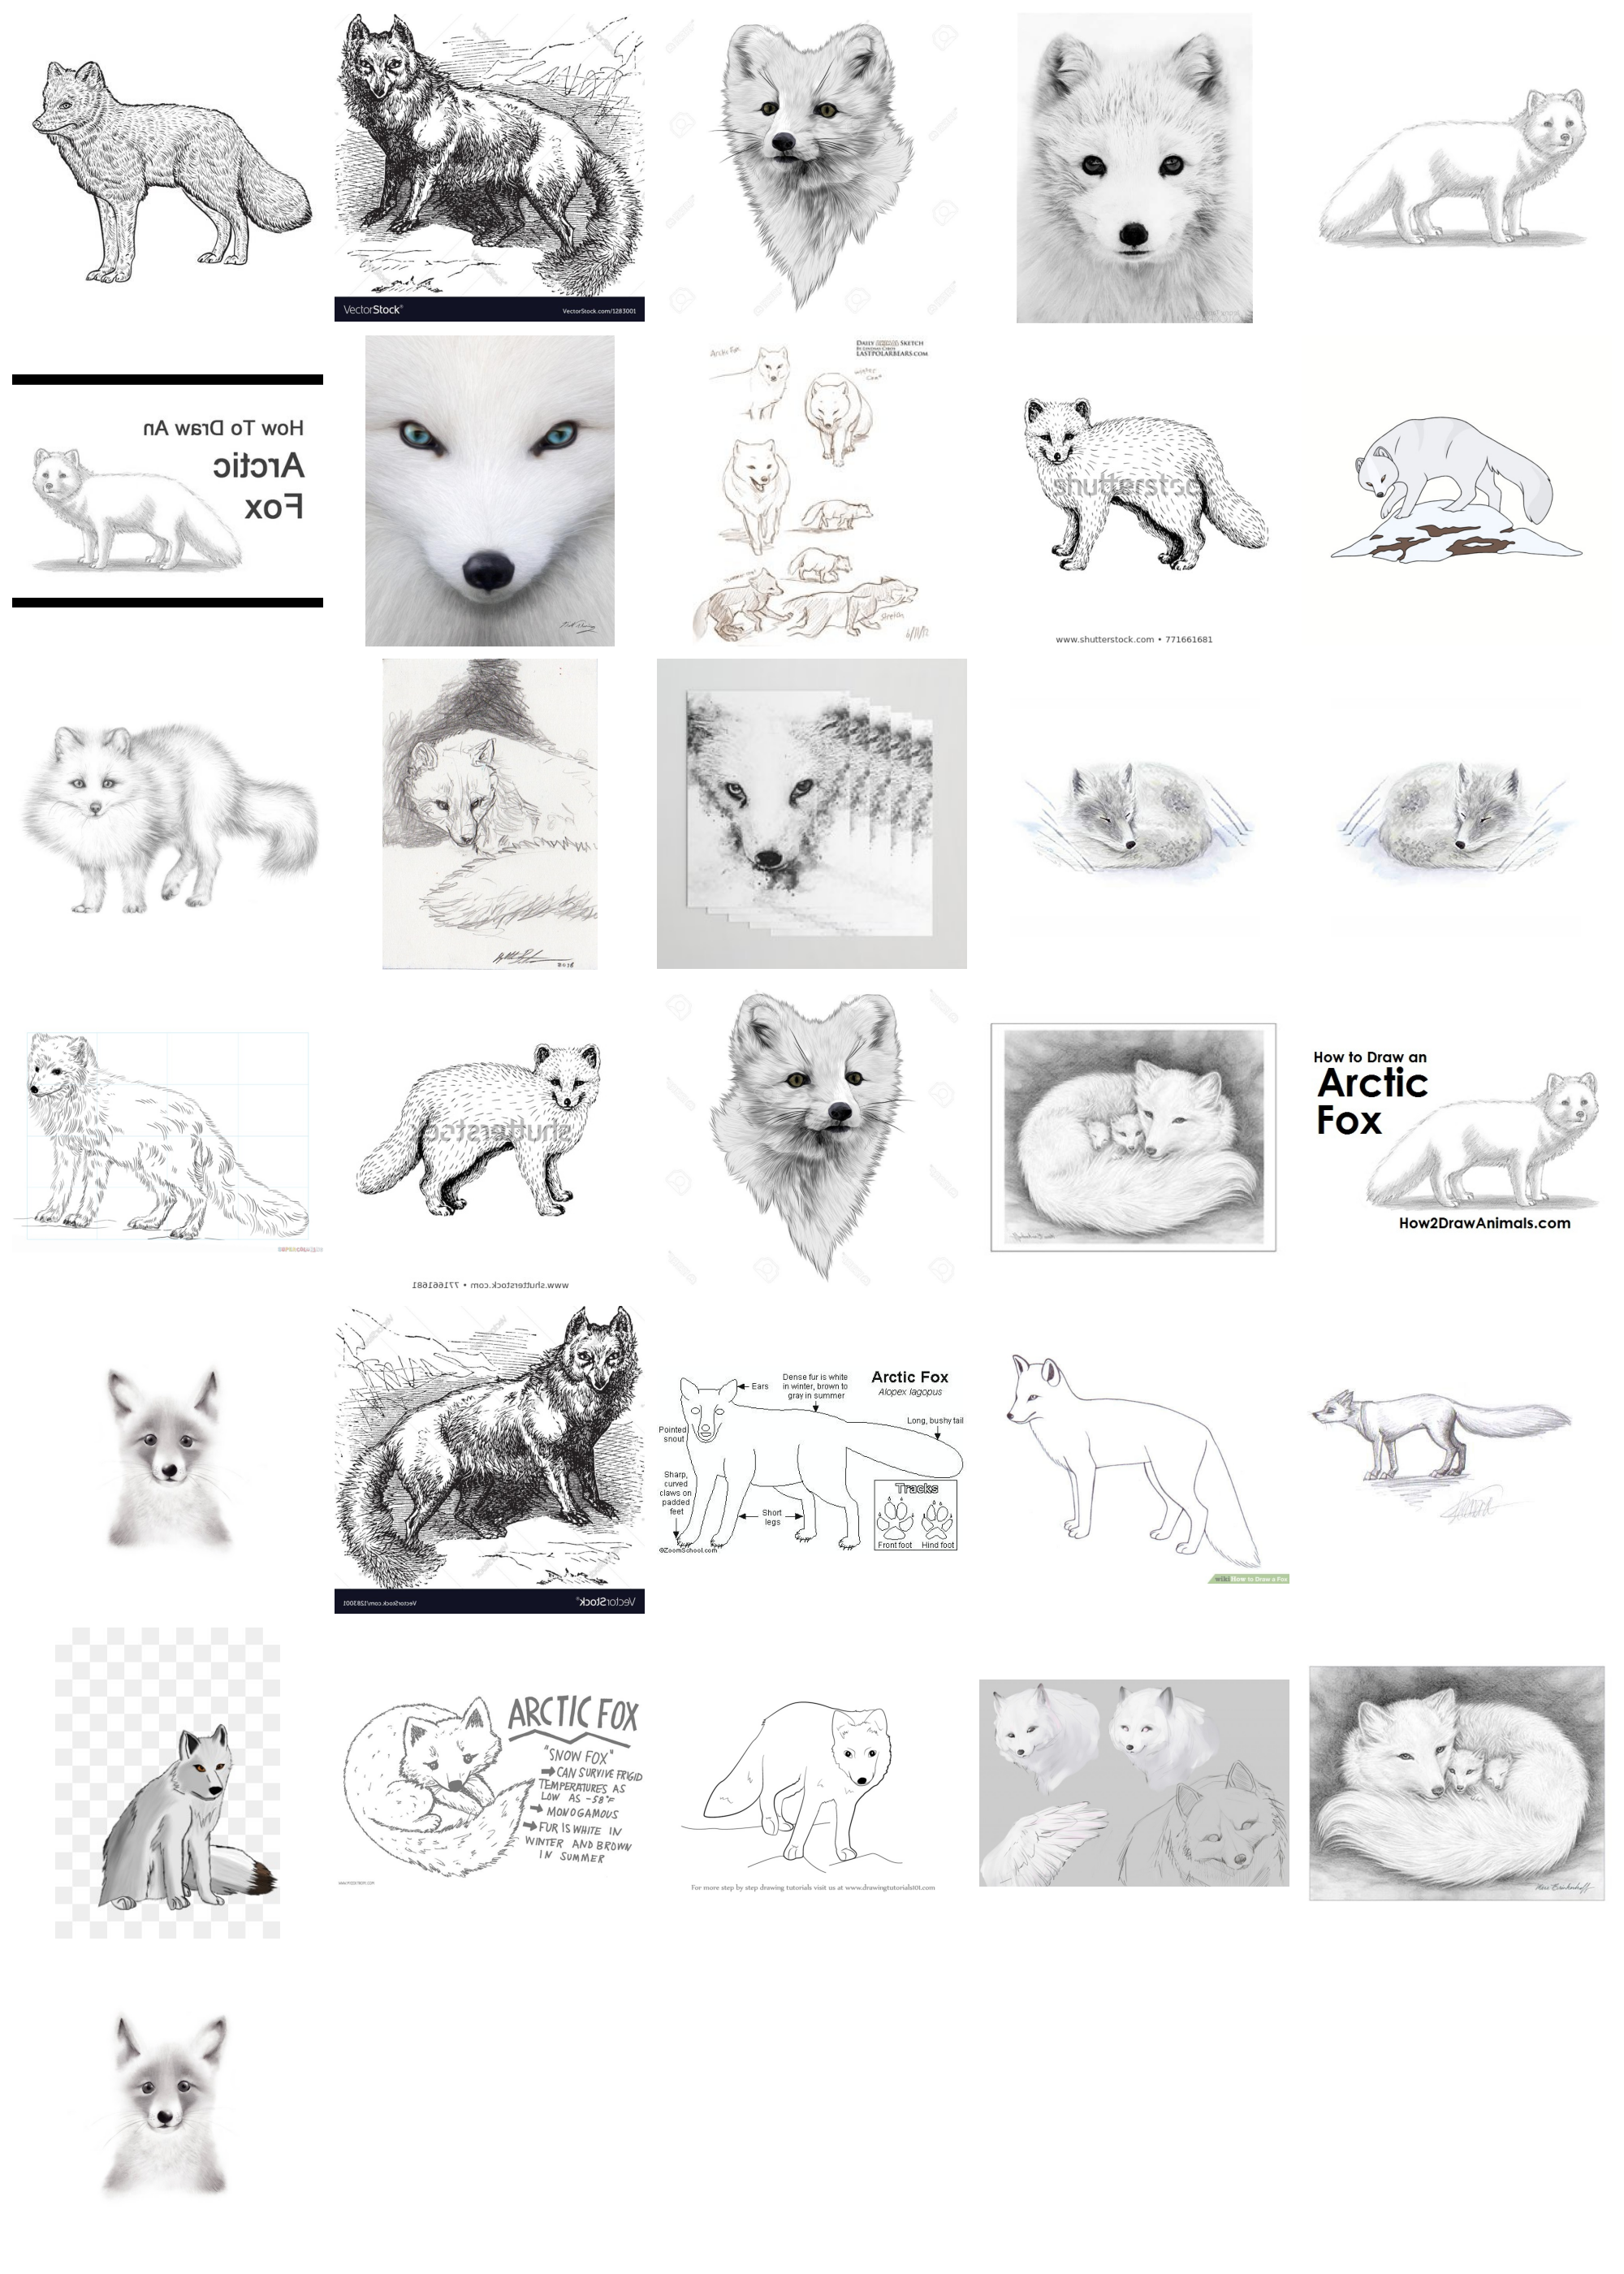 VectorStock®
VectorStock.com/1283001
How To Draw An
Arctic
Fox
Arctic Fox
DAILY ANIMAL SKETCH
LASTPOLARBEARS.COM
stretch
shutterstock
www.shutterstock.com • 771661681
2016
shutterstock
www.shutterstock.com • 771661681
How to Draw an
Arctic
Fox
How2DrawAnimals.com
VectorStock®
VectorStock.com/1283001
Arctic Fox
Alopex lagopus
Ears
Dense fur is white
in winter, brown to
gray in summer
Long, bushy tail
Pointed
snout
Sharp,
curved
claws on
padded
feet
Short
legs
Tracks
Front foot
Hind foot
©ZoomSchool.com
wikiHow to Draw a Fox
ARCTIC FOX
"SNOW FOX"
CAN SURVIVE FRIGID
TEMPERATURES AS
LOW AS -58°F
MONOGAMOUS
FUR IS WHITE IN
WINTER AND BROWN
IN SUMMER
For more step by step drawing tutorials visit us at www.drawingtutorials101.com